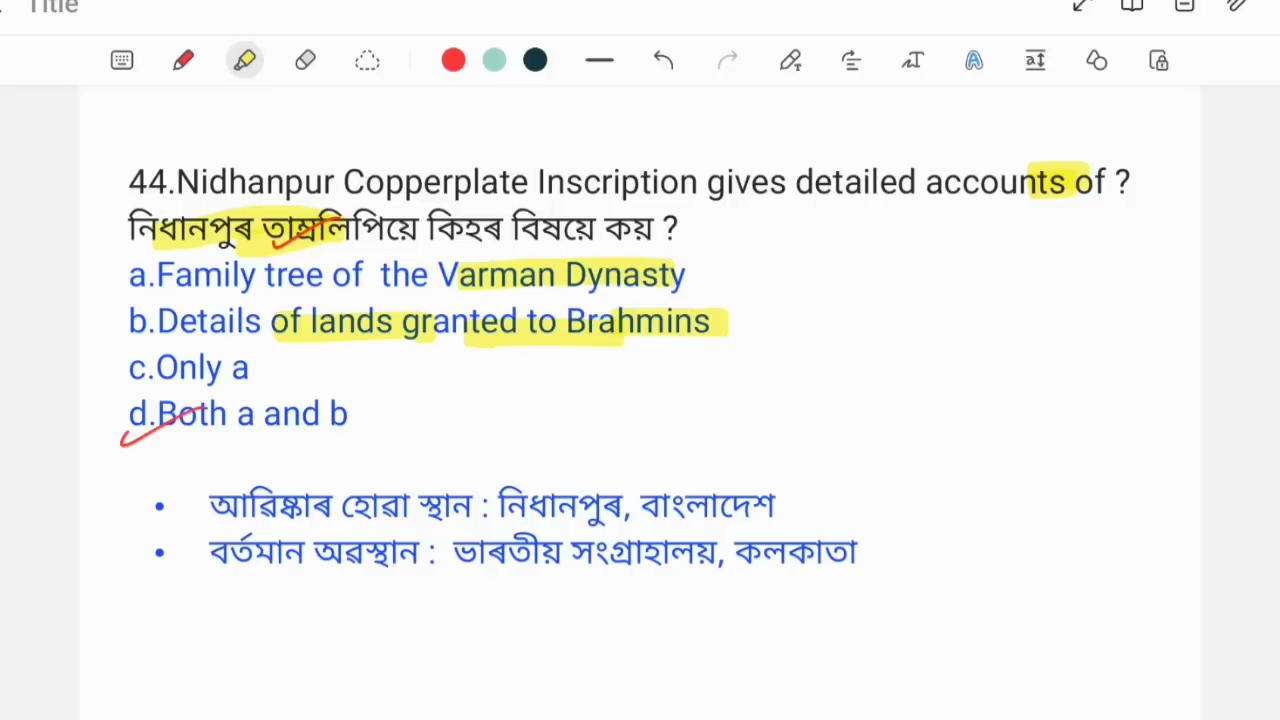 Title
44.Nidhanpur Copperplate Inscription gives detailed accounts of ?
নিধানপুৰ তাম্ৰলিপিয়ে কিহৰ বিষয়ে কয় ?
a.Family tree of the Varman Dynasty
b.Details of lands granted to Brahmins
c.Only a
d.Both a and b
• আৱিষ্কাৰ হোৱা স্থান : নিধানপুৰ, বাংলাদেশ
• বৰ্তমান অৱস্থান : ভাৰতীয় সংগ্ৰাহালয়, কলকাতা